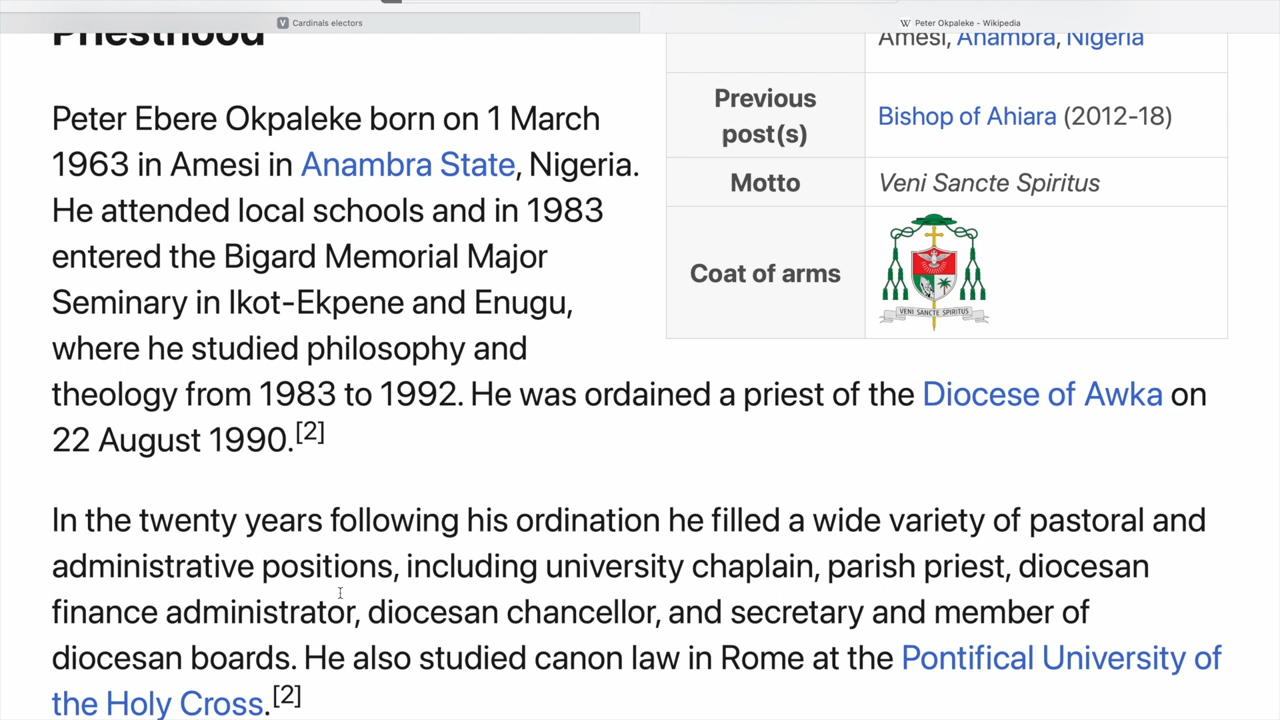 Cardinals electors
Peter Okpaleke - Wikipedia
Priesthood
Peter Ebere Okpaleke born on 1 March
1963 in Amesi in Anambra State, Nigeria.
He attended local schools and in 1983
entered the Bigard Memorial Major
Seminary in Ikot-Ekpene and Enugu,
where he studied philosophy and
theology from 1983 to 1992. He was ordained a priest of the Diocese of Awka on
22 August 1990.[2]
In the twenty years following his ordination he filled a wide variety of pastoral and
administrative positions, including university chaplain, parish priest, diocesan
finance administrator, diocesan chancellor, and secretary and member of
diocesan boards. He also studied canon law in Rome at the Pontifical University of
the Holy Cross.[2]
Amesi, Anambra, Nigeria
Previous
post(s)
Bishop of Ahiara (2012-18)
Motto
Veni Sancte Spiritus
Coat of arms
VENI SANCTE SPIRITUS